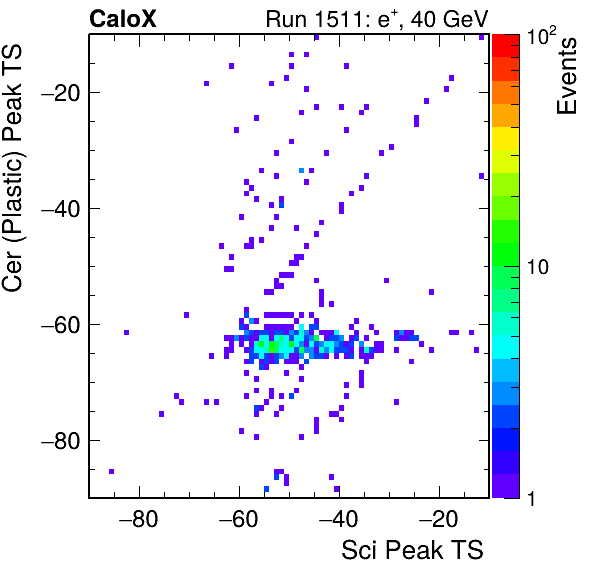 CaloX
Run 1511: e⁺, 40 GeV
Cer (Plastic) Peak TS
−20
−40
−60
−80
−80
−60
−40
−20
Sci Peak TS
10²
10
1
Events